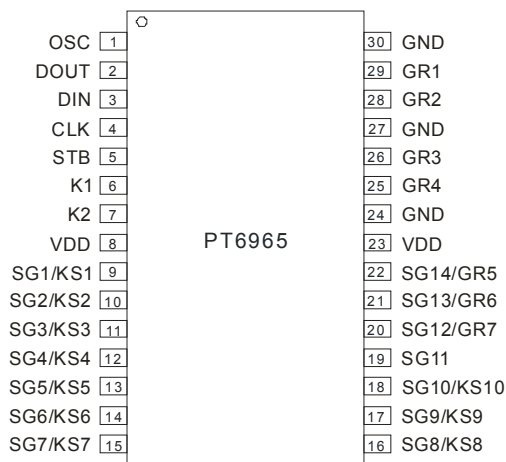 OSC 1 30 GND
DOUT 2 29 GR1
DIN 3 28 GR2
CLK 4 27 GND
STB 5 26 GR3
K1 6 25 GR4
K2 7 24 GND
VDD 8 PT6965 23 VDD
SG1/KS1 9 22 SG14/GR5
SG2/KS2 10 21 SG13/GR6
SG3/KS3 11 20 SG12/GR7
SG4/KS4 12 19 SG11
SG5/KS5 13 18 SG10/KS10
SG6/KS6 14 17 SG9/KS9
SG7/KS7 15 16 SG8/KS8